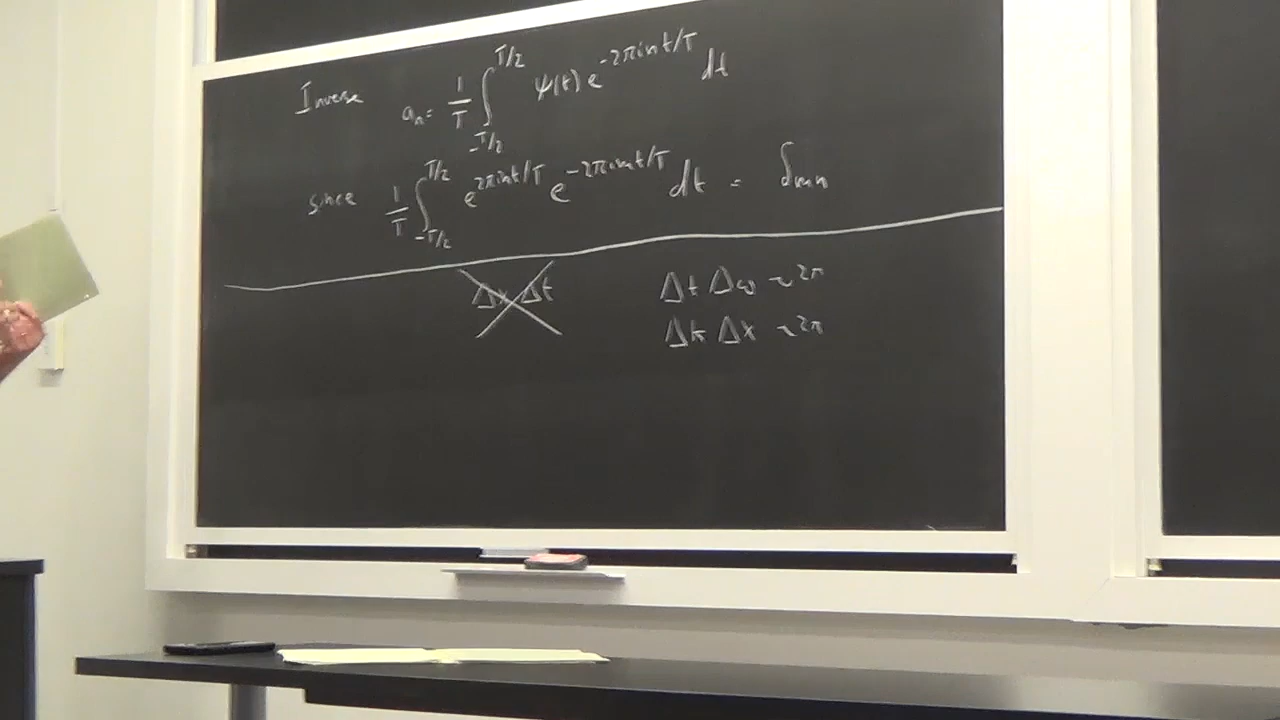 Inverse aₙ = 1/T ∫_{-T/2}^{T/2} ψ(t) e^{-2πint/T} dt
since 1/T ∫_{-T/2}^{T/2} e^{2πint/T} e^{-2πimt/T} dt = δmn
Δx Δt Δt Δω ~ 2π
Δk Δx ~ 2π